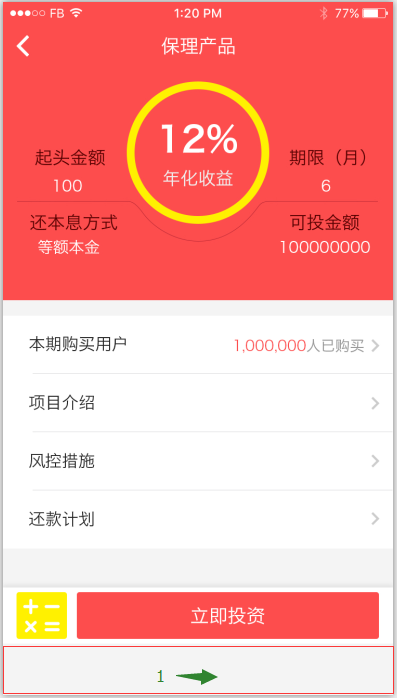 FB 1:20 PM 77%
保理产品
12%
年化收益
起头金额
100
期限（月）
6
还本息方式
等额本金
可投金额
100000000
本期购买用户 1,000,000人已购买
项目介绍
风控措施
还款计划
立即投资
1